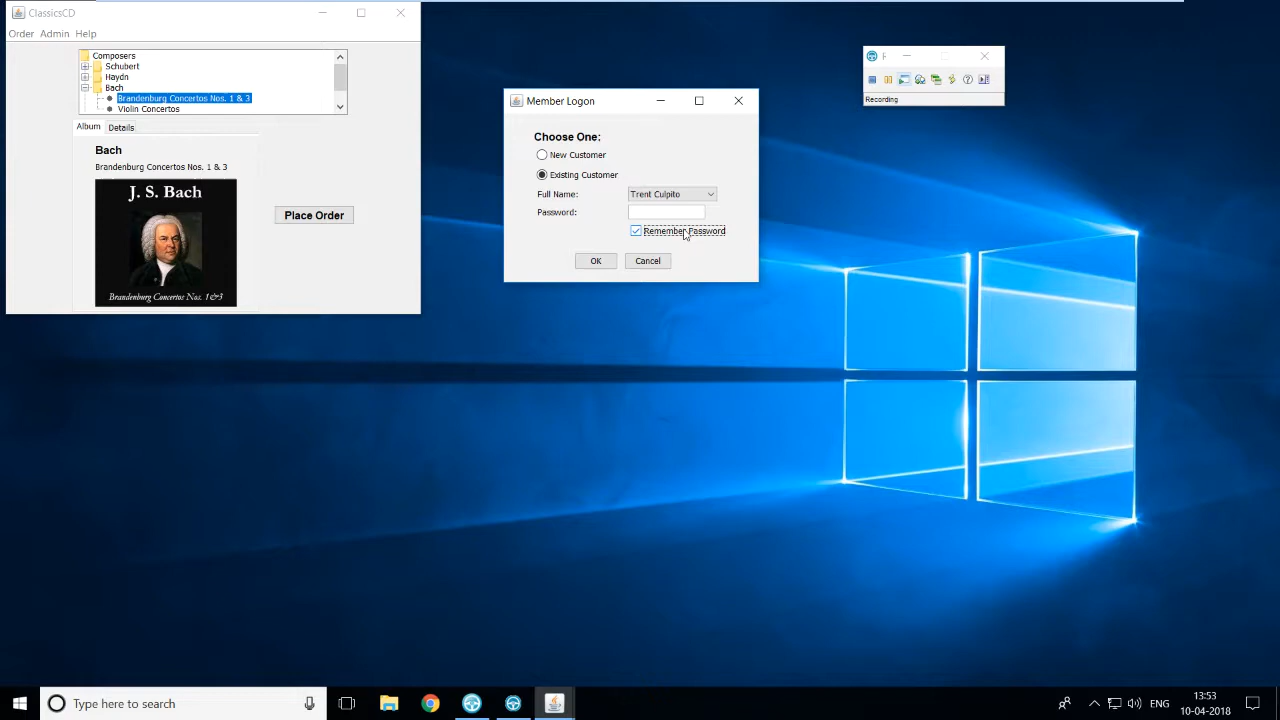 ClassicsCD
Order Admin Help
Composers
Schubert
Haydn
Bach
Brandenburg Concertos Nos. 1 & 3
Violin Concertos
Album Details
Bach
Brandenburg Concertos Nos. 1 & 3
J. S. Bach
Brandenburg Concertos Nos. 1&3
Place Order
Member Logon
Choose One:
New Customer
Existing Customer
Full Name: Trent Culpito
Password:
Remember Password
OK Cancel
Recording
Type here to search
ENG
13:53
10-04-2018